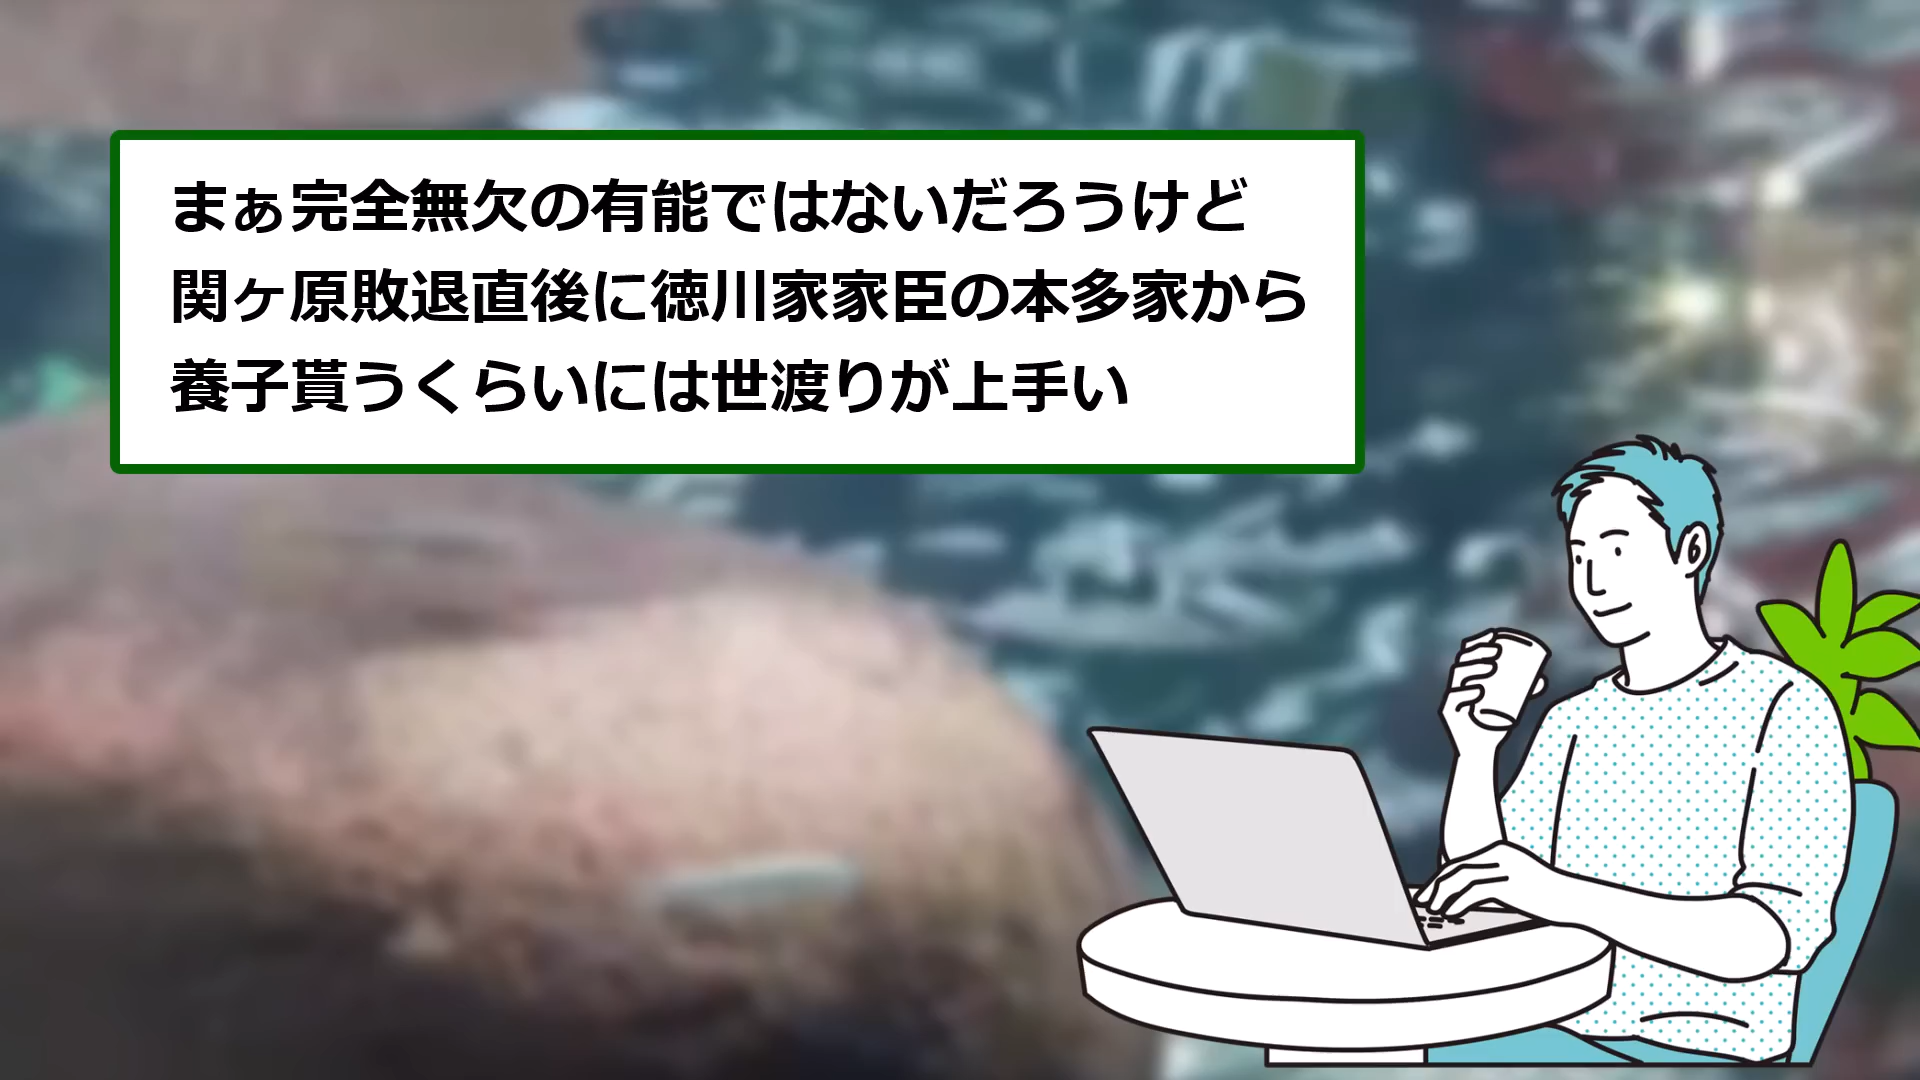 まぁ完全無欠の有能ではないだろうけど
関ヶ原敗退直後に徳川家家臣の本多家から
養子貰うくらいには世渡りが上手い